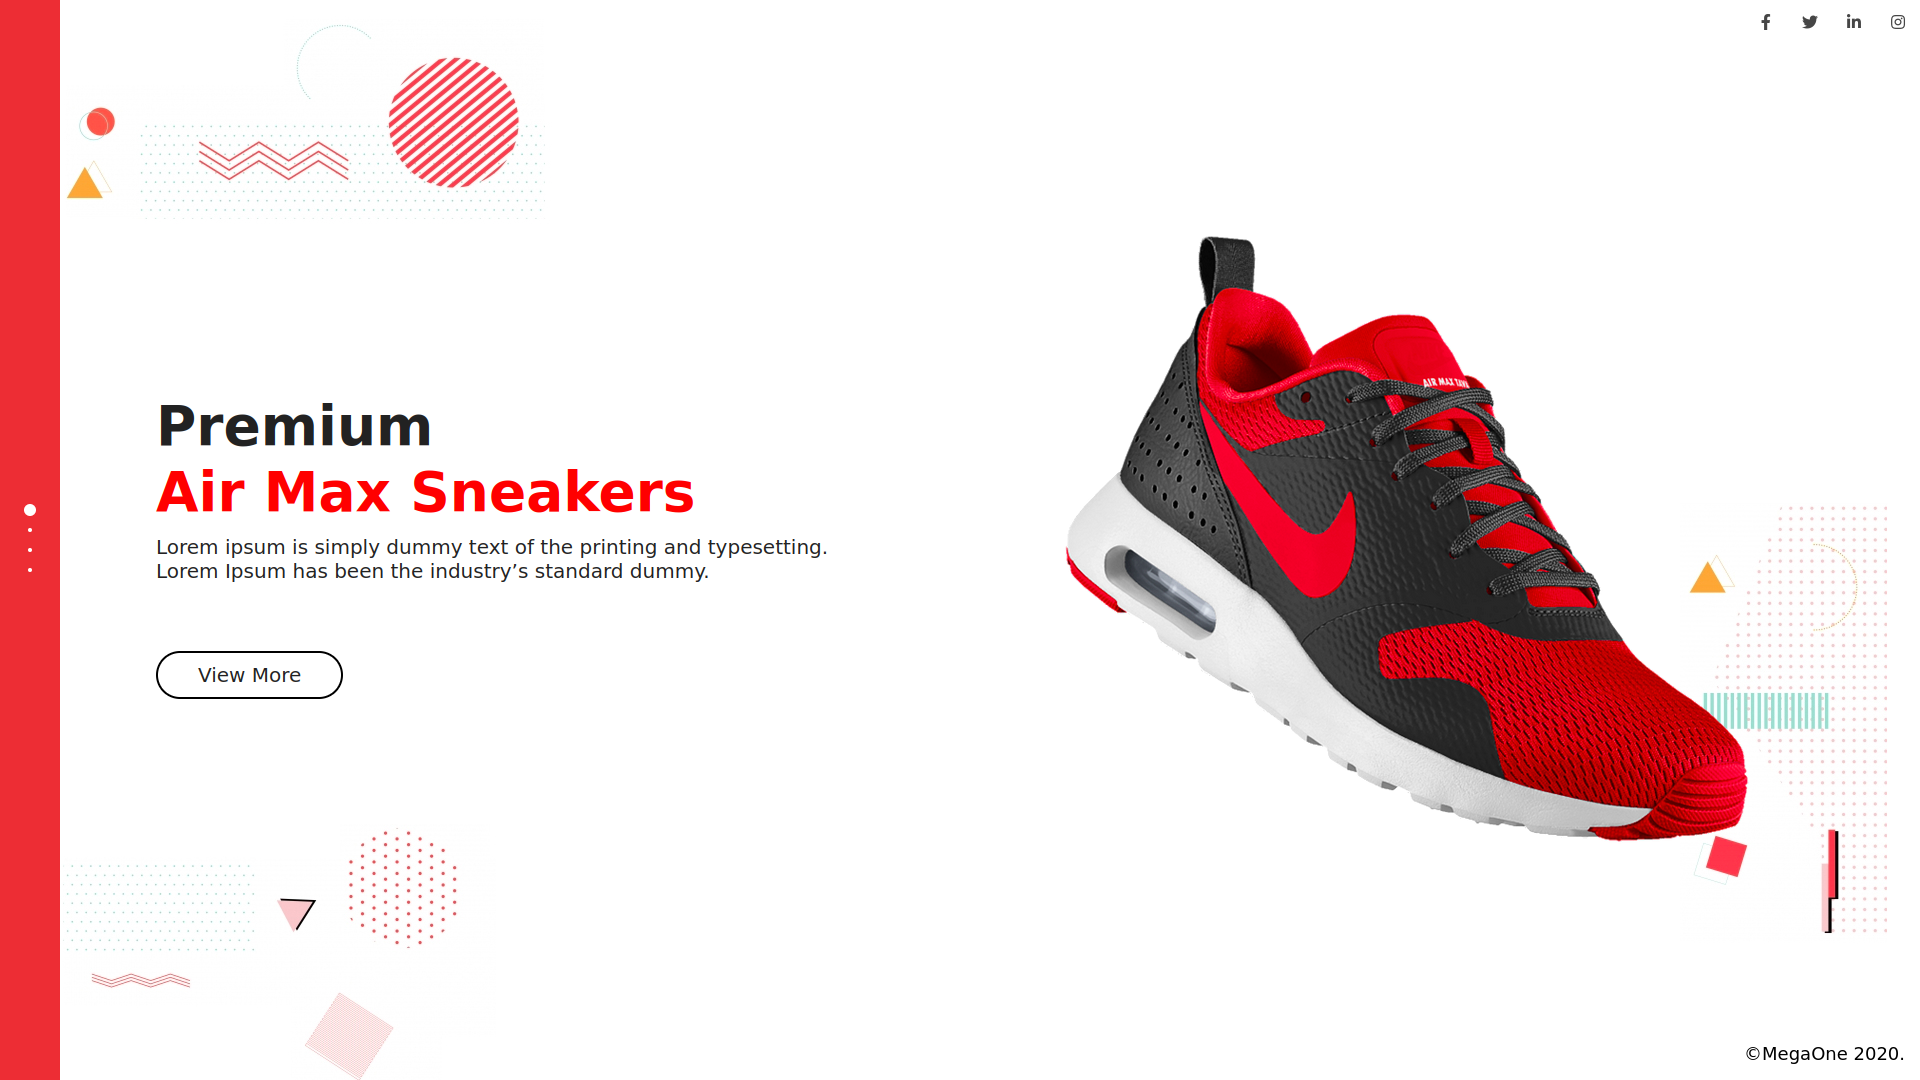 Premium
Air Max Sneakers
Lorem ipsum is simply dummy text of the printing and typesetting.
Lorem Ipsum has been the industry’s standard dummy.
View More
AIR MAX
©MegaOne 2020.